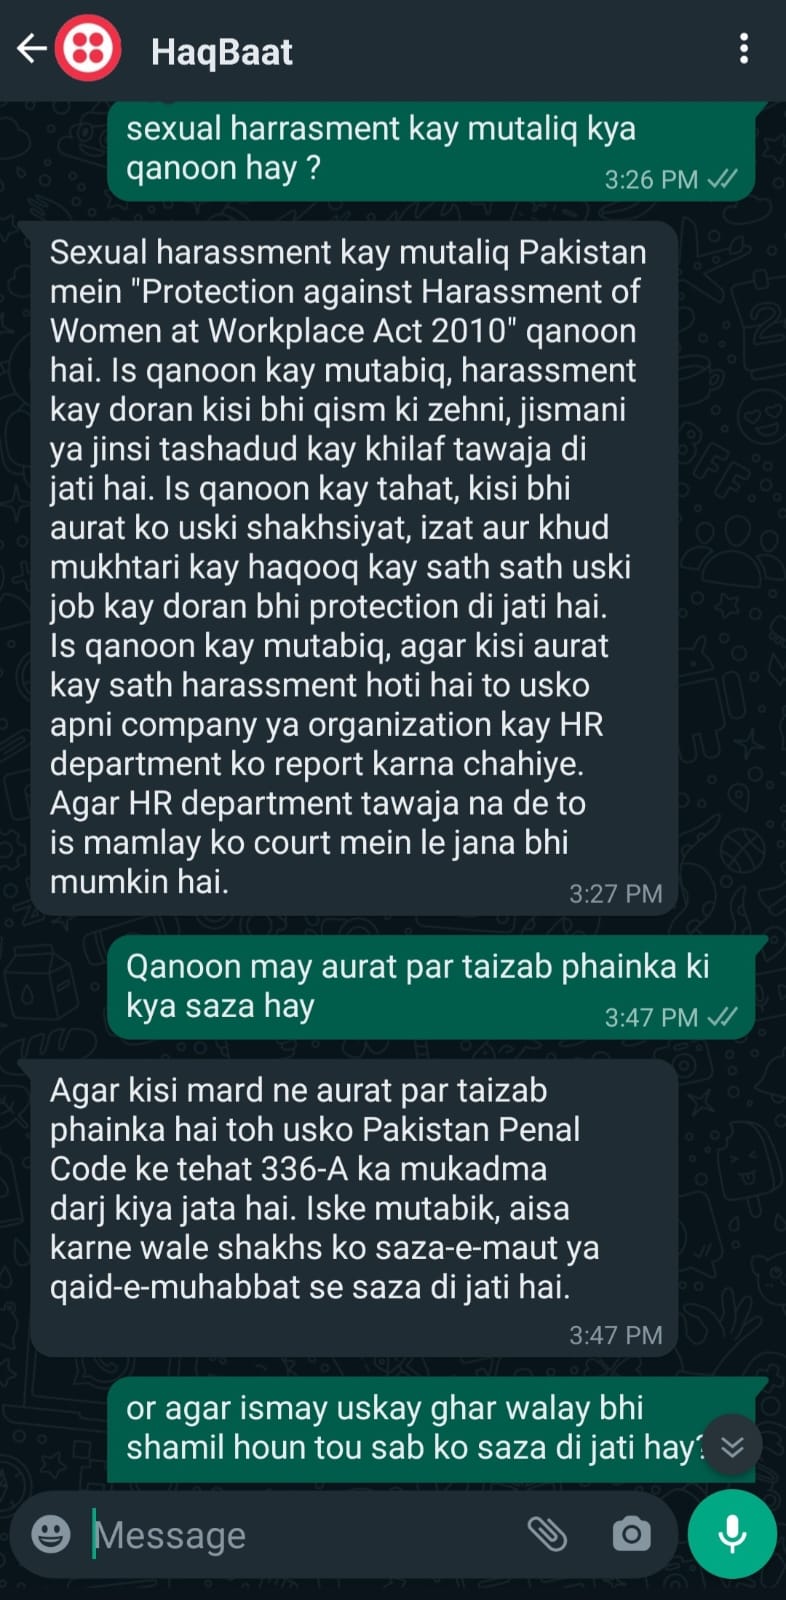 HaqBaat
sexual harrasment kay mutaliq kya
qanoon hay ?
3:26 PM
Sexual harassment kay mutaliq Pakistan
mein "Protection against Harassment of
Women at Workplace Act 2010" qanoon
hai. Is qanoon kay mutabiq, harassment
kay doran kisi bhi qism ki zehni, jismani
ya jinsi tashadud kay khilaf tawaja di
jati hai. Is qanoon kay tahat, kisi bhi
aurat ko uski shakhsiyat, izat aur khud
mukhtari kay haqooq kay sath sath uski
job kay doran bhi protection di jati hai.
Is qanoon kay mutabiq, agar kisi aurat
kay sath harassment hoti hai to usko
apni company ya organization kay HR
department ko report karna chahiye.
Agar HR department tawaja na de to
is mamlay ko court mein le jana bhi
mumkin hai.
3:27 PM
Qanoon may aurat par taizab phainka ki
kya saza hay
3:47 PM
Agar kisi mard ne aurat par taizab
phainka hai toh usko Pakistan Penal
Code ke tehat 336-A ka mukadma
darj kiya jata hai. Iske mutabik, aisa
karne wale shakhs ko saza-e-maut ya
qaid-e-muhabbat se saza di jati hai.
3:47 PM
or agar ismay uskay ghar walay bhi
shamil houn tou sab ko saza di jati hay?
Message